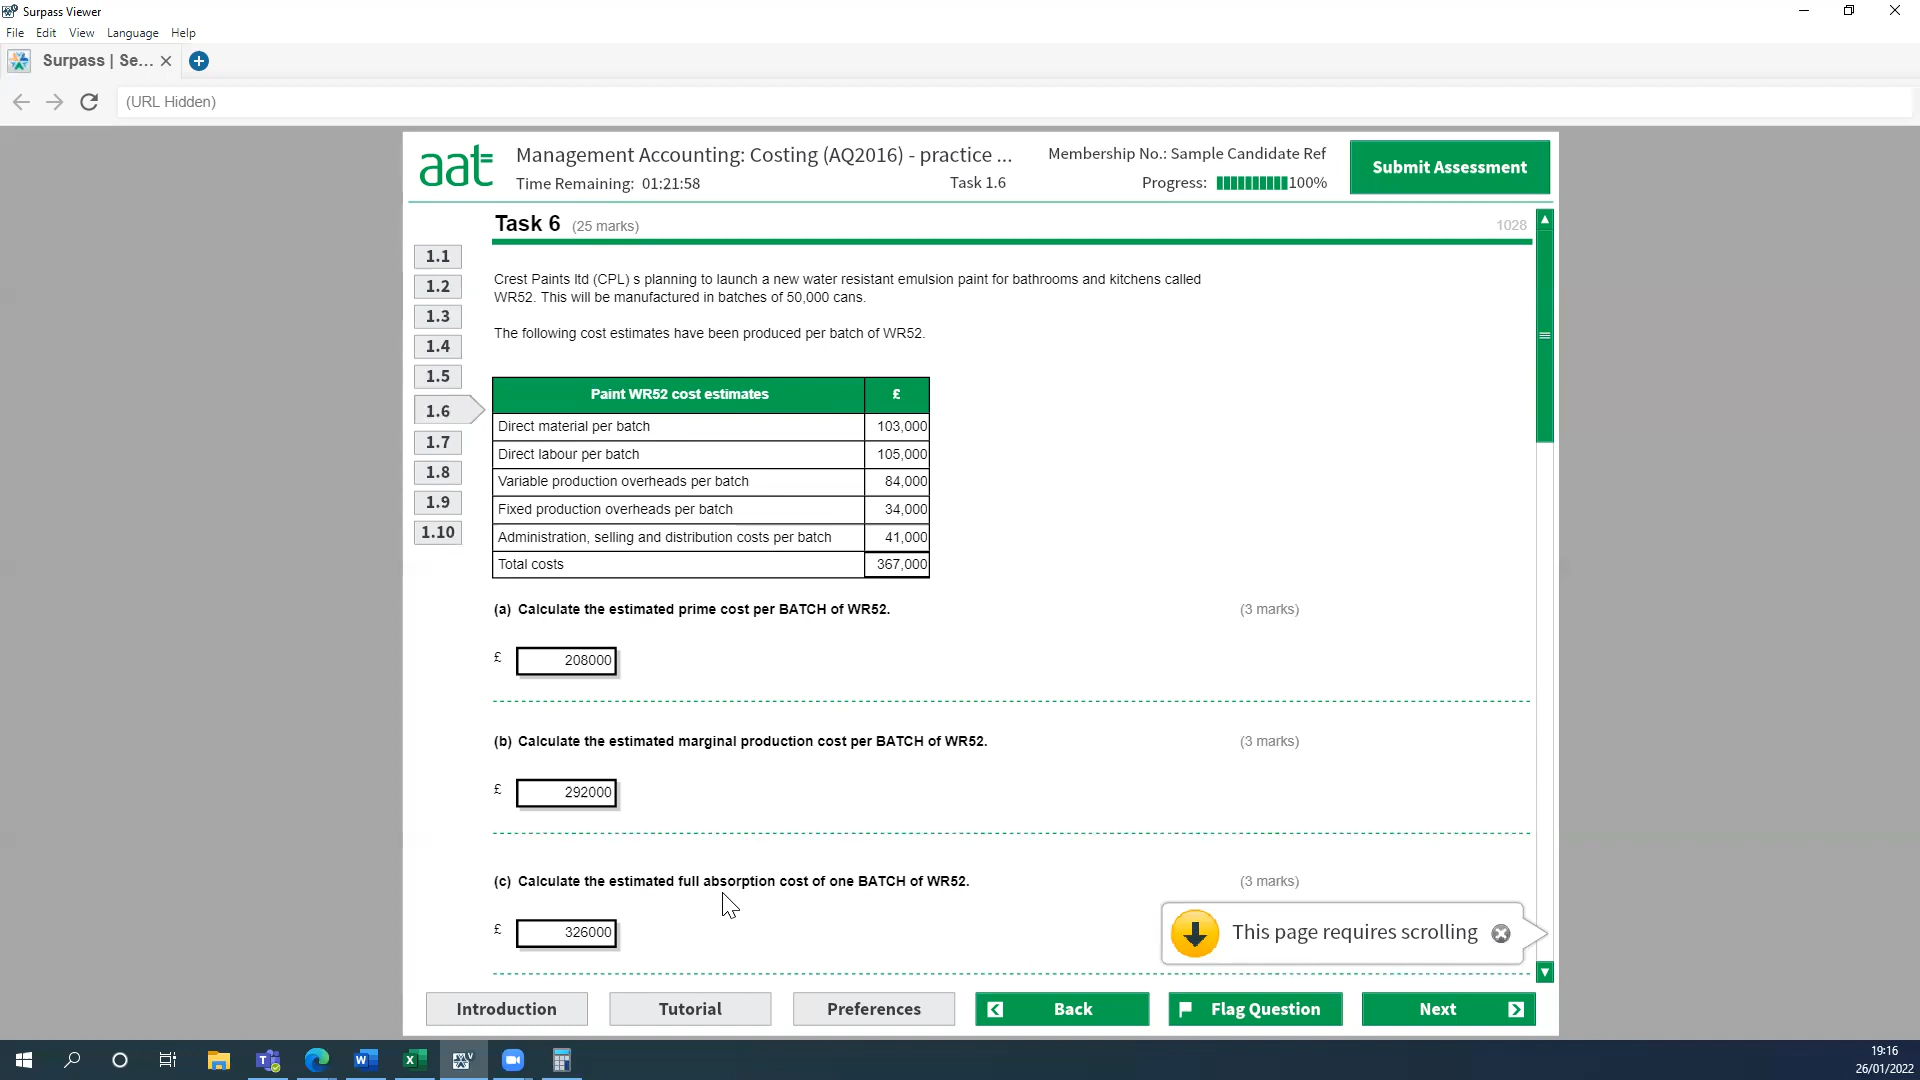 Surpass Viewer
File Edit View Language Help
Surpass | Se...
(URL Hidden)
aat
Management Accounting: Costing (AQ2016) - practice ...
Membership No.: Sample Candidate Ref
Submit Assessment
Time Remaining: 01:21:58
Task 1.6
Progress: 100%
Task 6 (25 marks)
1028
1.1
1.2
1.3
1.4
1.5
1.6
1.7
1.8
1.9
1.10
Crest Paints ltd (CPL) s planning to launch a new water resistant emulsion paint for bathrooms and kitchens called
WR52. This will be manufactured in batches of 50,000 cans.
The following cost estimates have been produced per batch of WR52.
Paint WR52 cost estimates £
Direct material per batch 103,000
Direct labour per batch 105,000
Variable production overheads per batch 84,000
Fixed production overheads per batch 34,000
Administration, selling and distribution costs per batch 41,000
Total costs 367,000
(a) Calculate the estimated prime cost per BATCH of WR52. (3 marks)
£ 208000
(b) Calculate the estimated marginal production cost per BATCH of WR52. (3 marks)
£ 292000
(c) Calculate the estimated full absorption cost of one BATCH of WR52. (3 marks)
£ 326000
This page requires scrolling
Introduction Tutorial Preferences Back Flag Question Next
19:16
26/01/2022